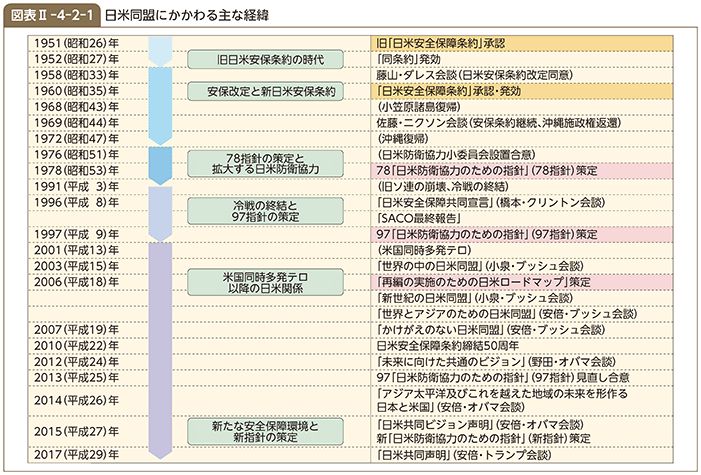 図表Ⅱ-4-2-1 日米同盟にかかわる主な経緯
1951(昭和26)年 旧「日米安全保障条約」承認
1952(昭和27)年 旧日米安保条約の時代 「同条約」発効
1958(昭和33)年 藤山・ダレス会談(日米安保条約改定同意)
1960(昭和35)年 安保改定と新日米安保条約 「日米安全保障条約」承認・発効
1968(昭和43)年 (小笠原諸島復帰)
1969(昭和44)年 佐藤・ニクソン会談(安保条約継続、沖縄施政権返還)
1972(昭和47)年 (沖縄復帰)
1976(昭和51)年 (日米防衛協力小委員会設置合意)
78指針の策定と
拡大する日米防衛協力
1978(昭和53)年 78「日米防衛協力のための指針」(78指針)策定
1991(平成 3)年 (旧ソ連の崩壊、冷戦の終結)
1996(平成 8)年 「日米安全保障共同宣言」(橋本・クリントン会談)
冷戦の終結と
97指針の策定
「SACO最終報告」
1997(平成 9)年 97「日米防衛協力のための指針」(97指針)策定
2001(平成13)年 (米国同時多発テロ)
2003(平成15)年 「世界の中の日米同盟」(小泉・ブッシュ会談)
米国同時多発テロ
以降の日米関係
2006(平成18)年 「再編の実施のための日米ロードマップ」策定
「新世紀の日米同盟」(小泉・ブッシュ会談)
「世界とアジアのための日米同盟」(安倍・ブッシュ会談)
2007(平成19)年 「かけがえのない日米同盟」(安倍・ブッシュ会談)
2010(平成22)年 日米安全保障条約締結50周年
2012(平成24)年 「未来に向けた共通のビジョン」(野田・オバマ会談)
2013(平成25)年 97「日米防衛協力のための指針」(97指針)見直し合意
2014(平成26)年 「アジア太平洋及びこれを越えた地域の未来を形作る
日本と米国」(安倍・オバマ会談)
2015(平成27)年 新たな安全保障環境と
新指針の策定
「日米共同ビジョン声明」(安倍・オバマ会談)
新「日米防衛協力のための指針」(新指針)策定
2017(平成29)年 「日米共同声明」(安倍・トランプ会談)